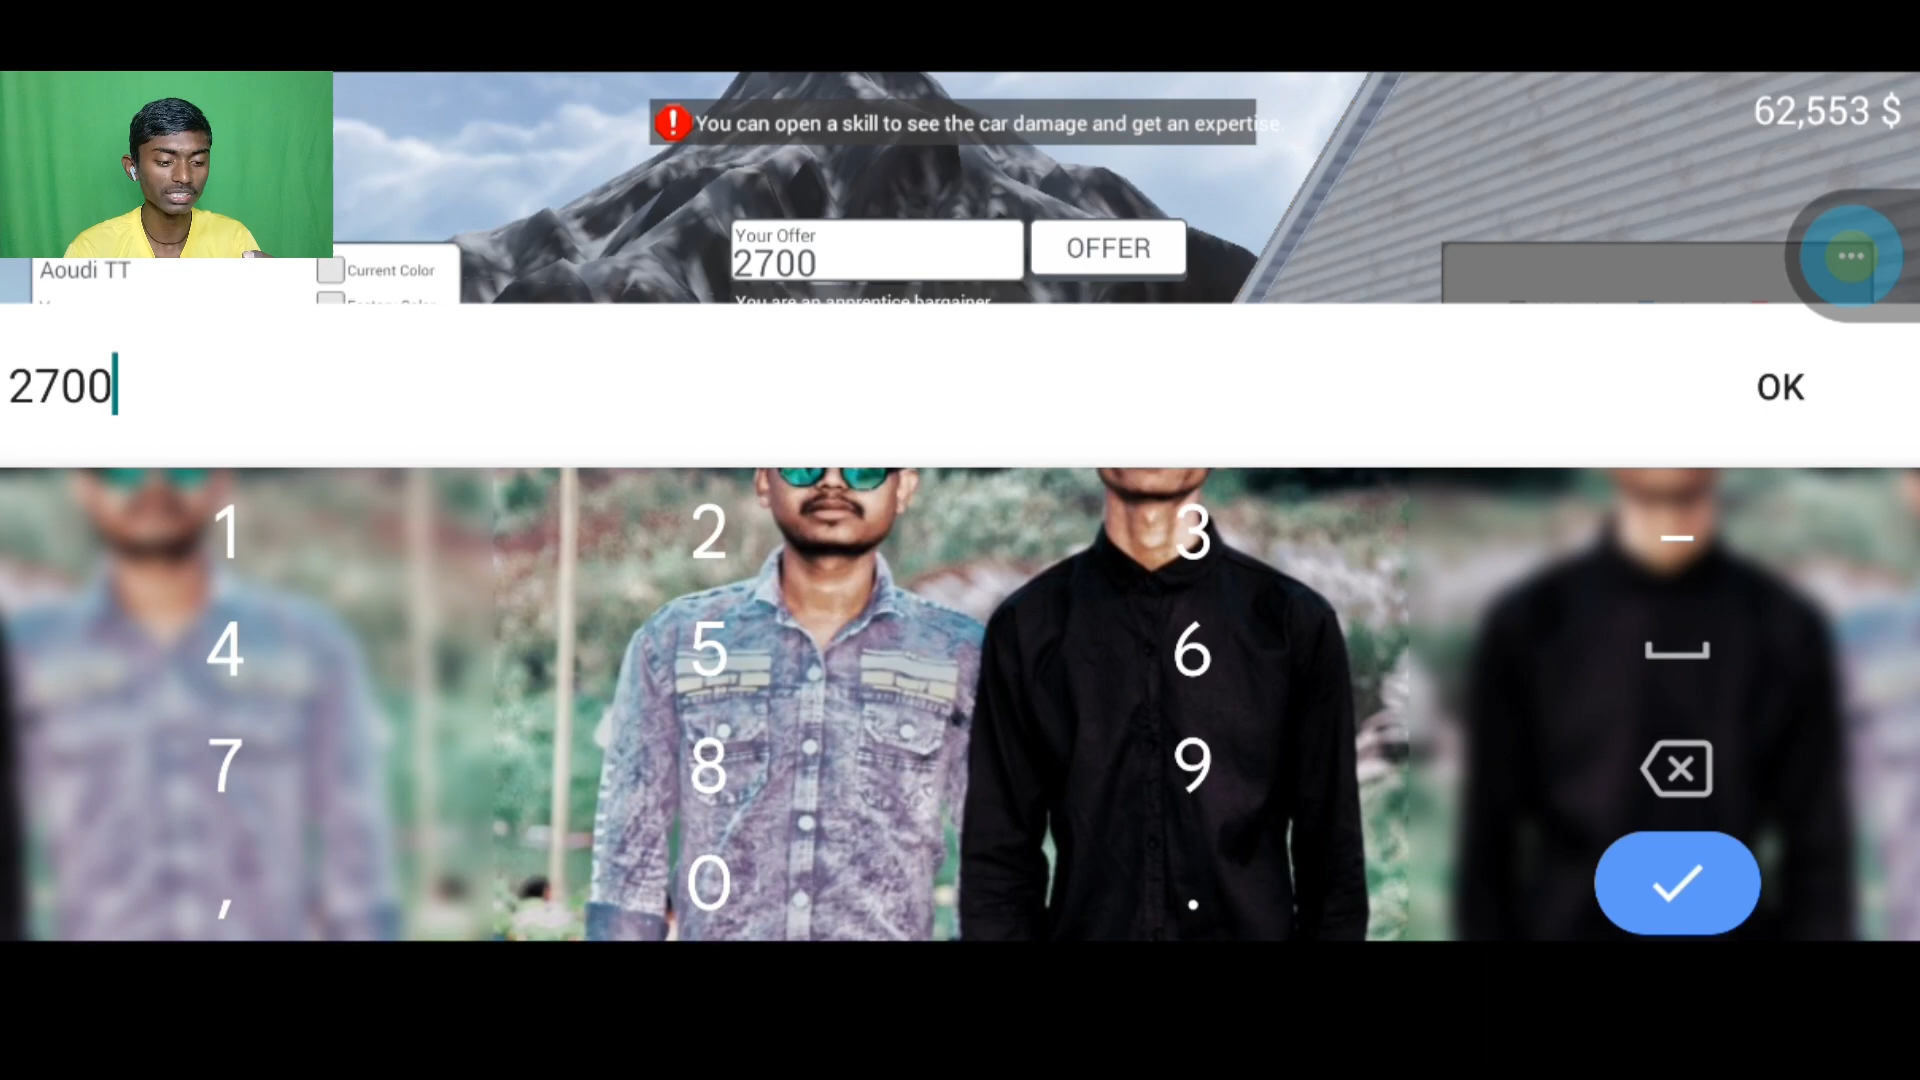 You can open a skill to see the car damage and get an expertise.
62,553 $
Your Offer
2700
OFFER
Aoudi TT
Current Color
Factory Color
You are an apprentice bargainer
2700
OK
1
2
3
4
5
6
7
8
9
,
0
.